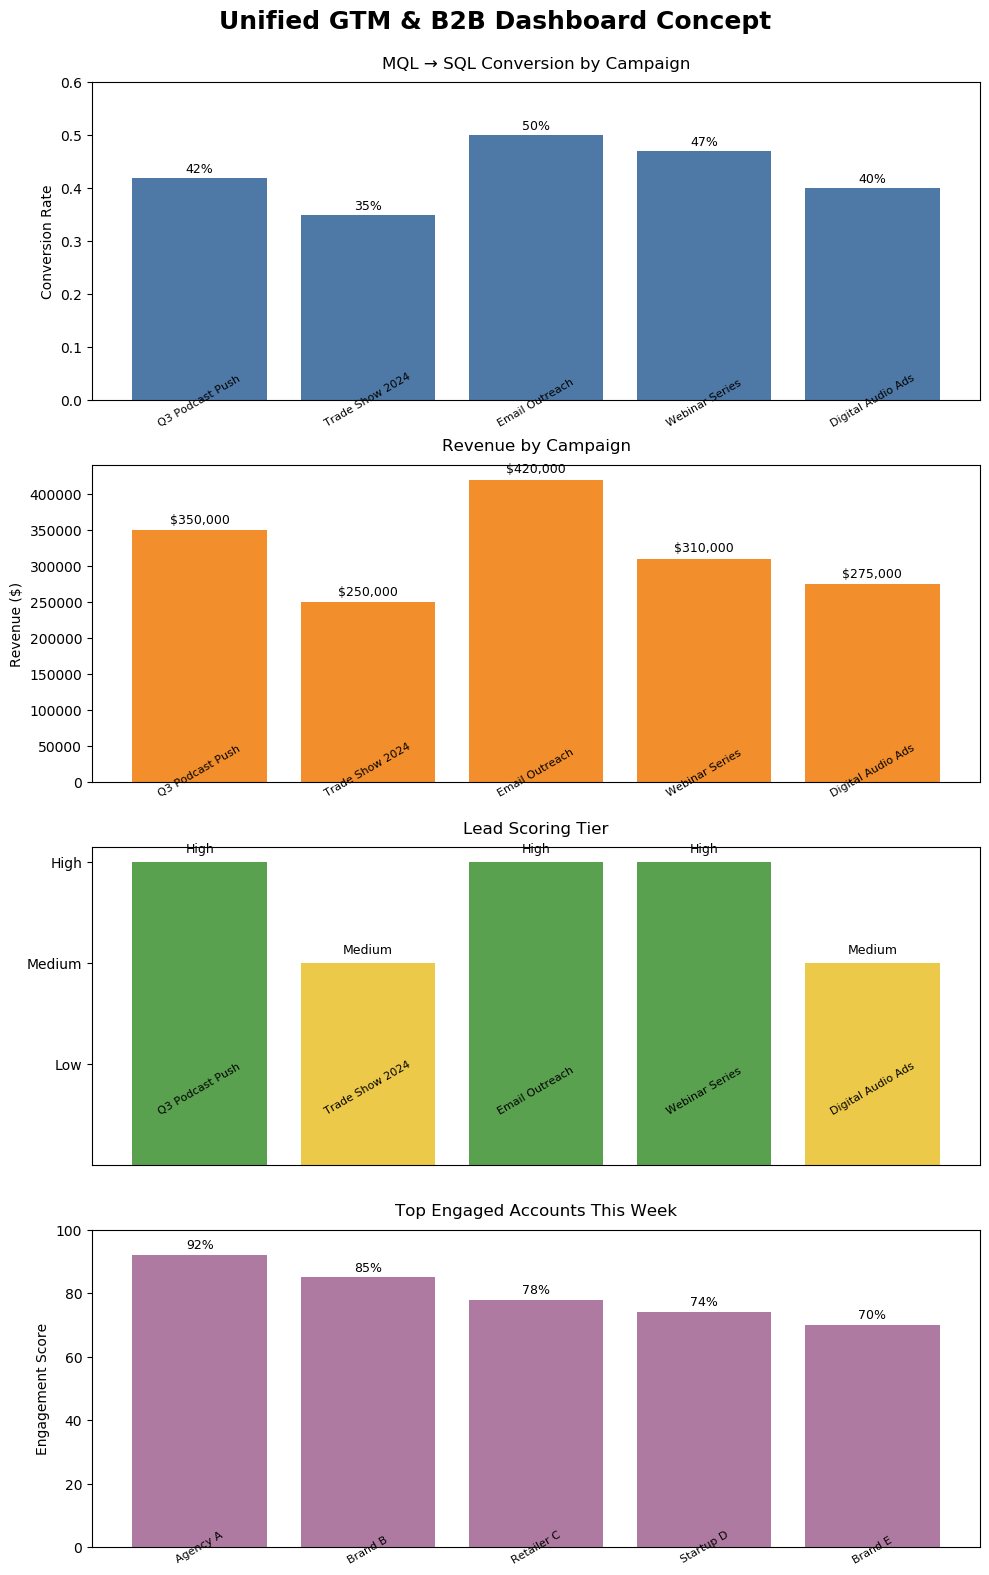 Unified GTM & B2B Dashboard Concept
MQL → SQL Conversion by Campaign
Conversion Rate
0.6
0.5
0.4
0.3
0.2
0.1
0.0
42%
35%
50%
47%
40%
Q3 Podcast Push
Trade Show 2024
Email Outreach
Webinar Series
Digital Audio Ads
Revenue by Campaign
Revenue ($)
400000
350000
300000
250000
200000
150000
100000
50000
0
$350,000
$250,000
$420,000
$310,000
$275,000
Q3 Podcast Push
Trade Show 2024
Email Outreach
Webinar Series
Digital Audio Ads
Lead Scoring Tier
High
Medium
Low
High
Medium
High
High
Medium
Q3 Podcast Push
Trade Show 2024
Email Outreach
Webinar Series
Digital Audio Ads
Top Engaged Accounts This Week
Engagement Score
100
80
60
40
20
0
92%
85%
78%
74%
70%
Agency A
Brand B
Retailer C
Startup D
Brand E